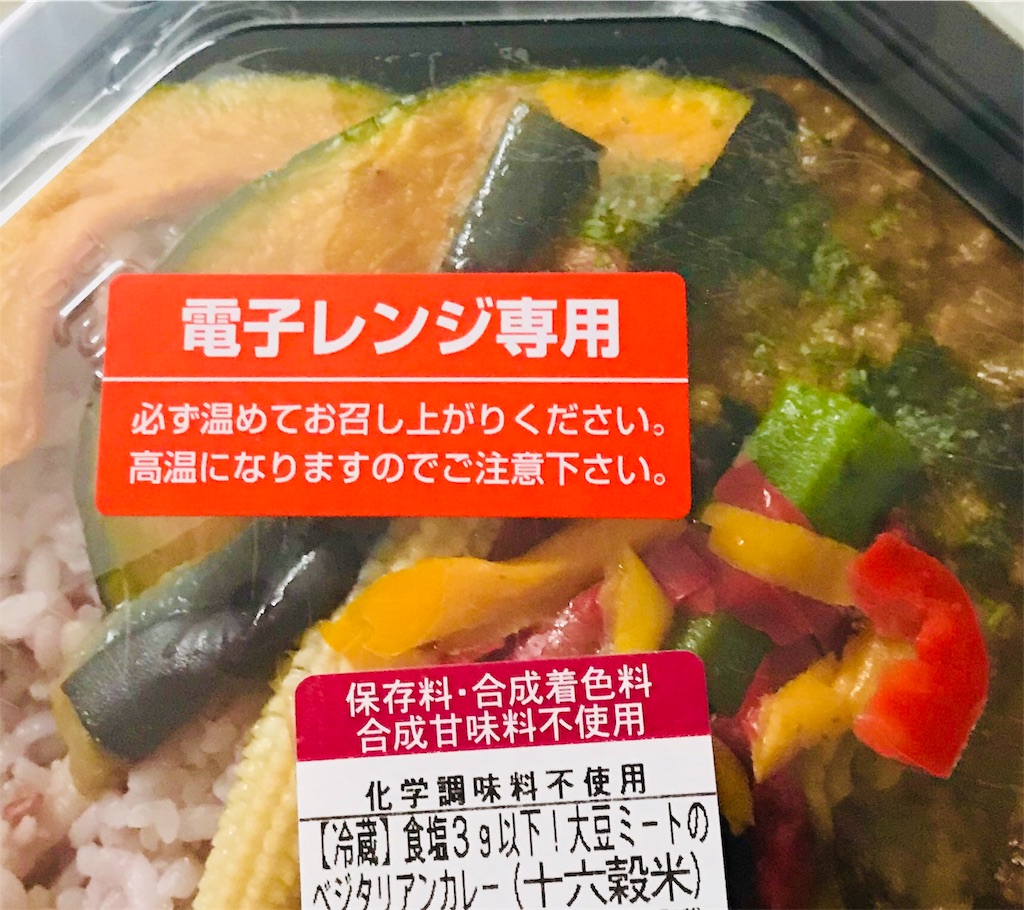 電子レンジ専用
必ず温めてお召し上がりください。
高温になりますのでご注意下さい。
保存料・合成着色料
合成甘味料不使用
化学調味料不使用
【冷蔵】食塩3g以下!大豆ミートの
ベジタリアンカレー(十六穀米)